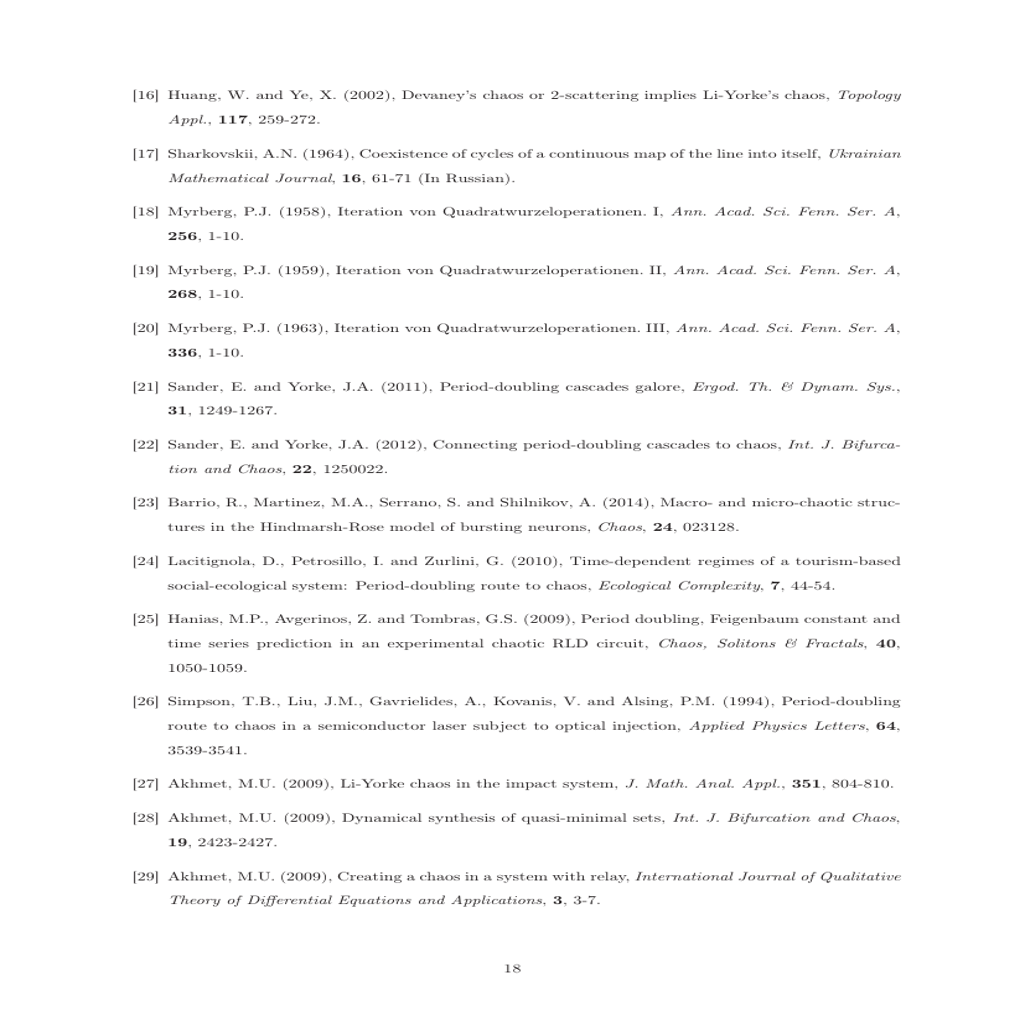 [16] Huang, W. and Ye, X. (2002), Devaney's chaos or 2-scattering implies Li-Yorke's chaos, Topology
Appl., 117, 259-272.
[17] Sharkovskii, A.N. (1964), Coexistence of cycles of a continuous map of the line into itself, Ukrainian
Mathematical Journal, 16, 61-71 (In Russian).
[18] Myrberg, P.J. (1958), Iteration von Quadratwurzeloperationen. I, Ann. Acad. Sci. Fenn. Ser. A,
256, 1-10.
[19] Myrberg, P.J. (1959), Iteration von Quadratwurzeloperationen. II, Ann. Acad. Sci. Fenn. Ser. A,
268, 1-10.
[20] Myrberg, P.J. (1963), Iteration von Quadratwurzeloperationen. III, Ann. Acad. Sci. Fenn. Ser. A,
336, 1-10.
[21] Sander, E. and Yorke, J.A. (2011), Period-doubling cascades galore, Ergod. Th. & Dynam. Sys.,
31, 1249-1267.
[22] Sander, E. and Yorke, J.A. (2012), Connecting period-doubling cascades to chaos, Int. J. Bifurca-
tion and Chaos, 22, 1250022.
[23] Barrio, R., Martinez, M.A., Serrano, S. and Shilnikov, A. (2014), Macro- and micro-chaotic struc-
tures in the Hindmarsh-Rose model of bursting neurons, Chaos, 24, 023128.
[24] Lacitignola, D., Petrosillo, I. and Zurlini, G. (2010), Time-dependent regimes of a tourism-based
social-ecological system: Period-doubling route to chaos, Ecological Complexity, 7, 44-54.
[25] Hanias, M.P., Avgerinos, Z. and Tombras, G.S. (2009), Period doubling, Feigenbaum constant and
time series prediction in an experimental chaotic RLD circuit, Chaos, Solitons & Fractals, 40,
1050-1059.
[26] Simpson, T.B., Liu, J.M., Gavrielides, A., Kovanis, V. and Alsing, P.M. (1994), Period-doubling
route to chaos in a semiconductor laser subject to optical injection, Applied Physics Letters, 64,
3539-3541.
[27] Akhmet, M.U. (2009), Li-Yorke chaos in the impact system, J. Math. Anal. Appl., 351, 804-810.
[28] Akhmet, M.U. (2009), Dynamical synthesis of quasi-minimal sets, Int. J. Bifurcation and Chaos,
19, 2423-2427.
[29] Akhmet, M.U. (2009), Creating a chaos in a system with relay, International Journal of Qualitative
Theory of Differential Equations and Applications, 3, 3-7.
18